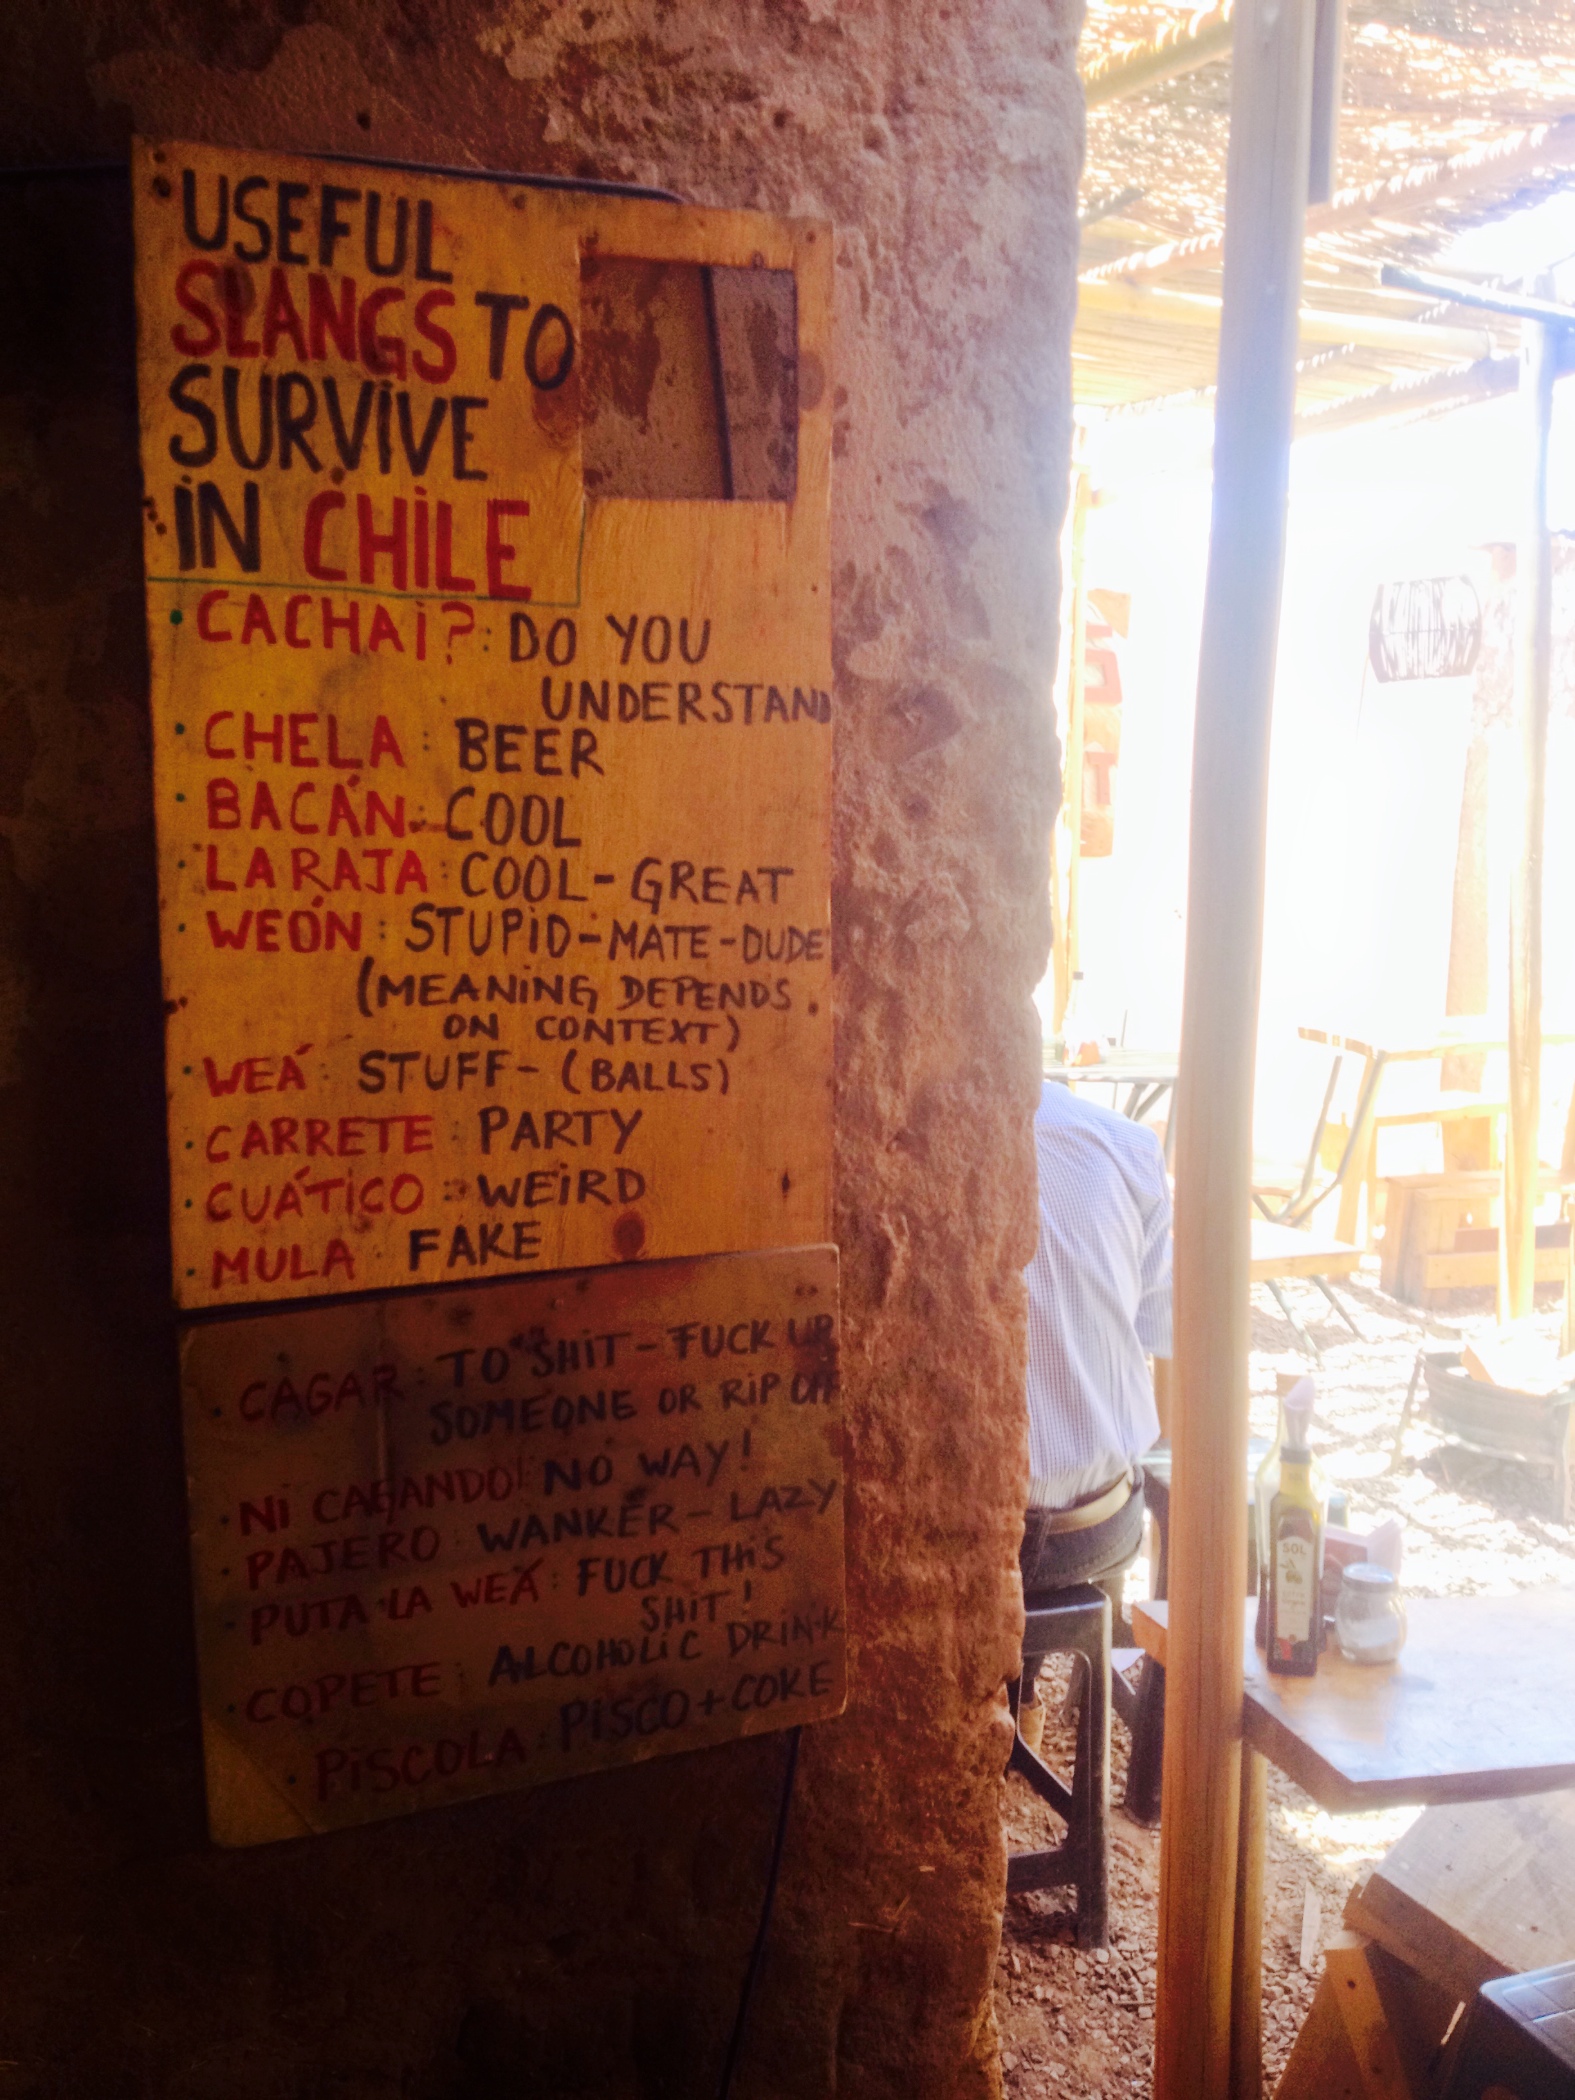 USEFUL
SLANGS TO
SURVIVE
IN CHILE
• CACHAI? : DO YOU
UNDERSTAND
• CHELA : BEER
• BACÁN : COOL
• LA RAJA : COOL - GREAT
• WEÓN : STUPID - MATE - DUDE
(MEANING DEPENDS.
ON CONTEXT)
• WEÁ : STUFF - (BALLS)
• CARRETE : PARTY
• CUÁTICO : WEIRD
• MULA : FAKE
• CAGAR : TO SHIT - FUCK UP
SOMEONE OR RIP OFF
• NI CAGANDO! NO WAY!
• PAJERO : WANKER - LAZY
• PUTA LA WEÁ : FUCK THIS
SHIT!
• COPETE : ALCOHOLIC DRINK
• PISCOLA : PISCO + COKE
SOL